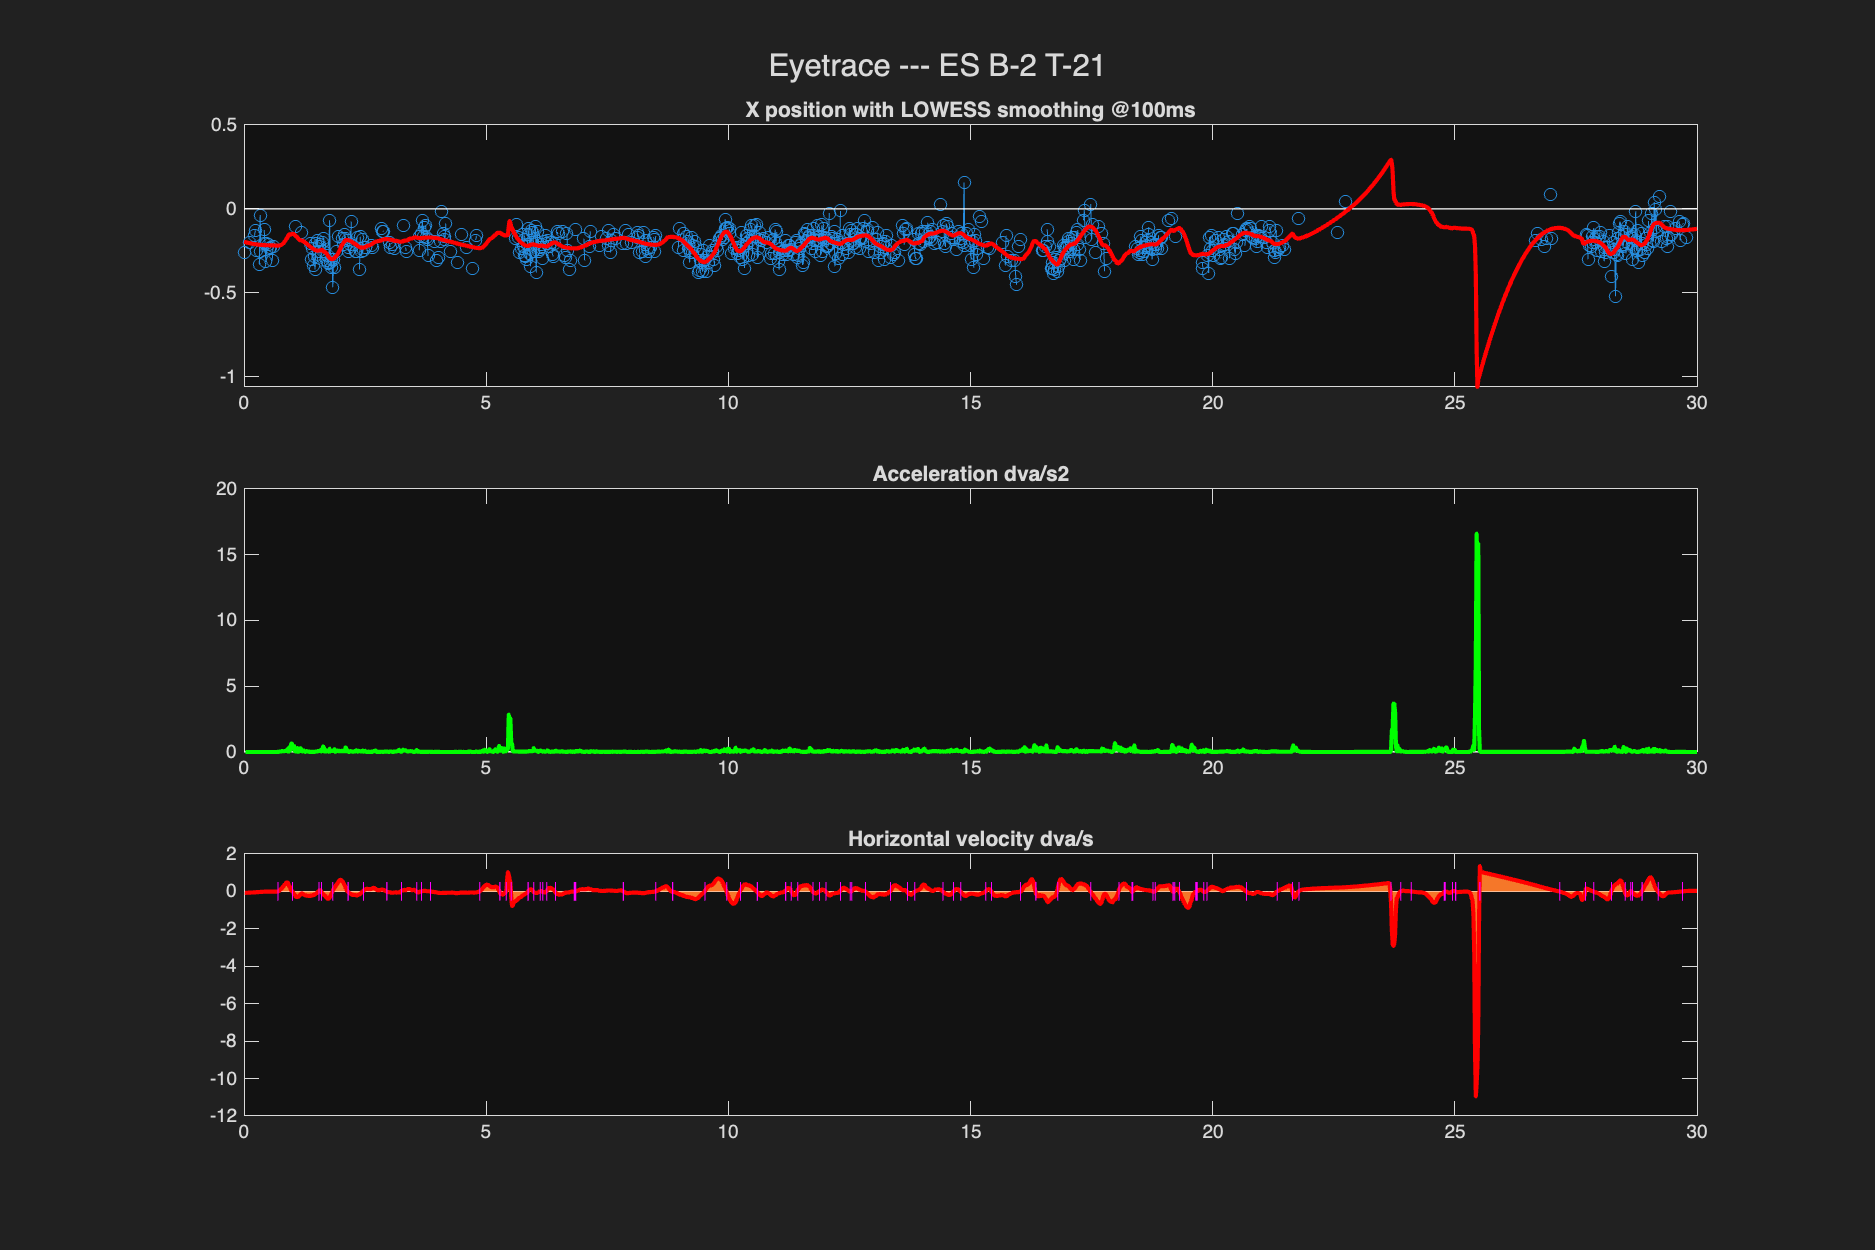 Eyetrace --- ES B-2 T-21
X position with LOWESS smoothing @100ms
0.5
0
-0.5
-1
0 5 10 15 20 25 30
Acceleration dva/s2
20
15
10
5
0
0 5 10 15 20 25 30
Horizontal velocity dva/s
2
0
-2
-4
-6
-8
-10
-12
0 5 10 15 20 25 30